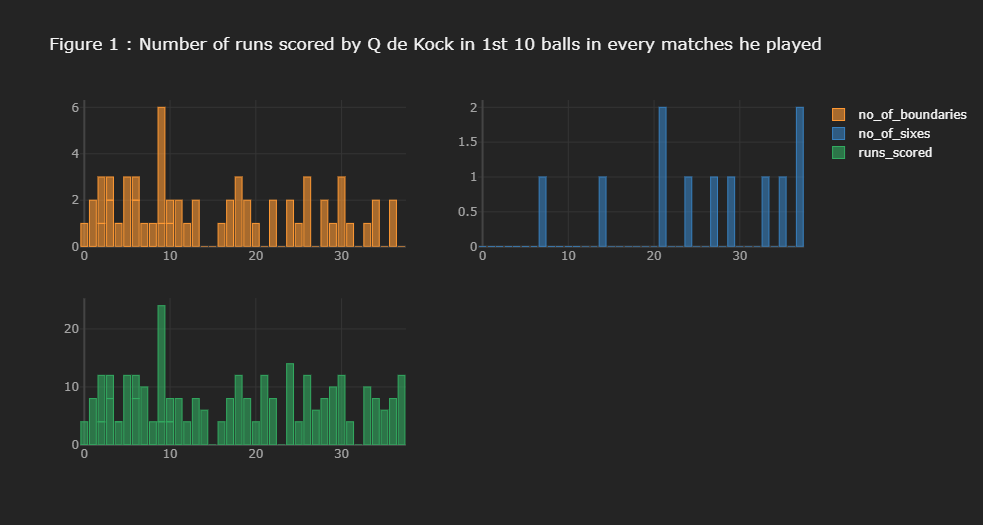 Figure 1 : Number of runs scored by Q de Kock in 1st 10 balls in every matches he played
6
4
2
0
0 10 20 30
2
1.5
1
0.5
0
0 10 20 30
no_of_boundaries
no_of_sixes
runs_scored
20
10
0
0 10 20 30